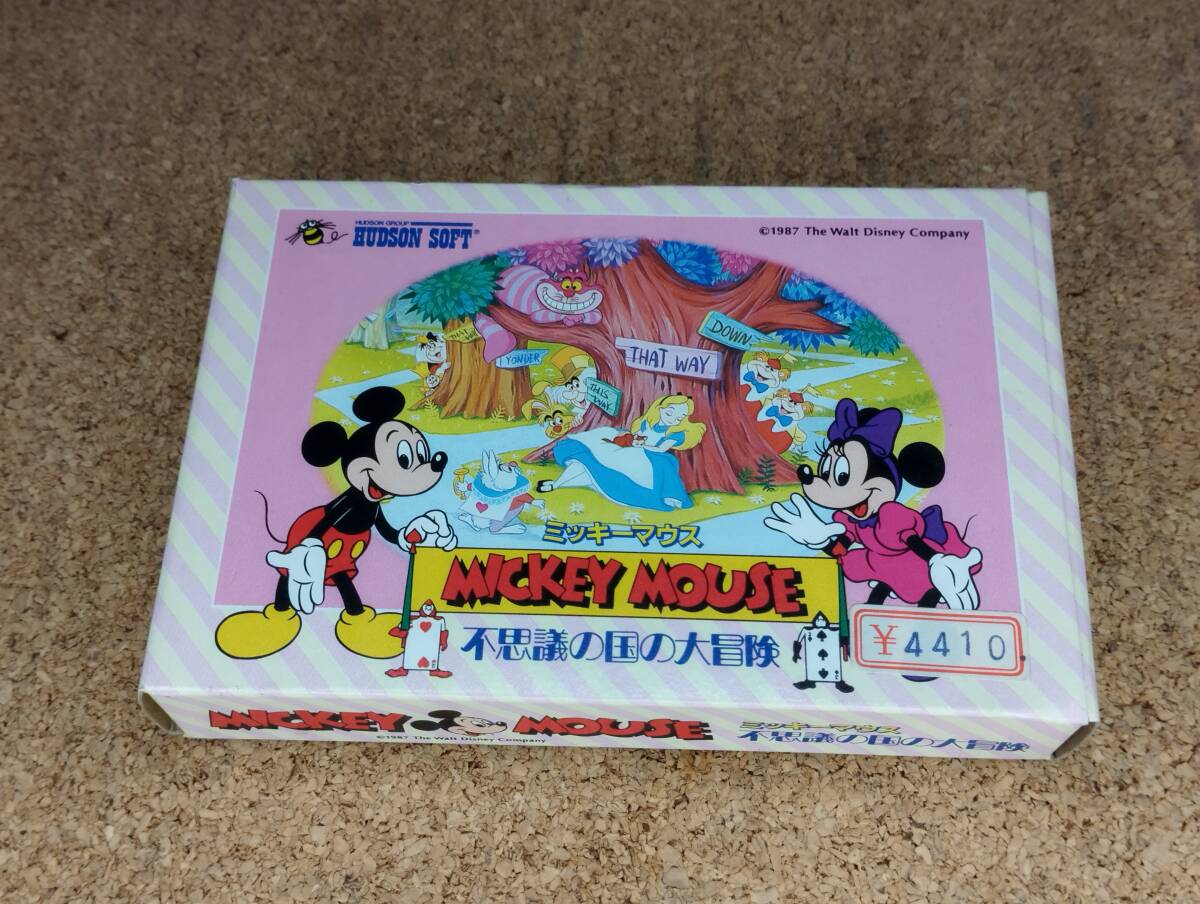 HUDSON GROUP
HUDSON SOFT®
©1987 The Walt Disney Company
DOWN
THAT WAY
YONDER
THIS WAY
ミッキーマウス
MICKEY MOUSE
不思議の国の大冒険
¥4410
MICKEY MOUSE
©1987 The Walt Disney Company
ミッキーマウス
不思議の国の大冒険